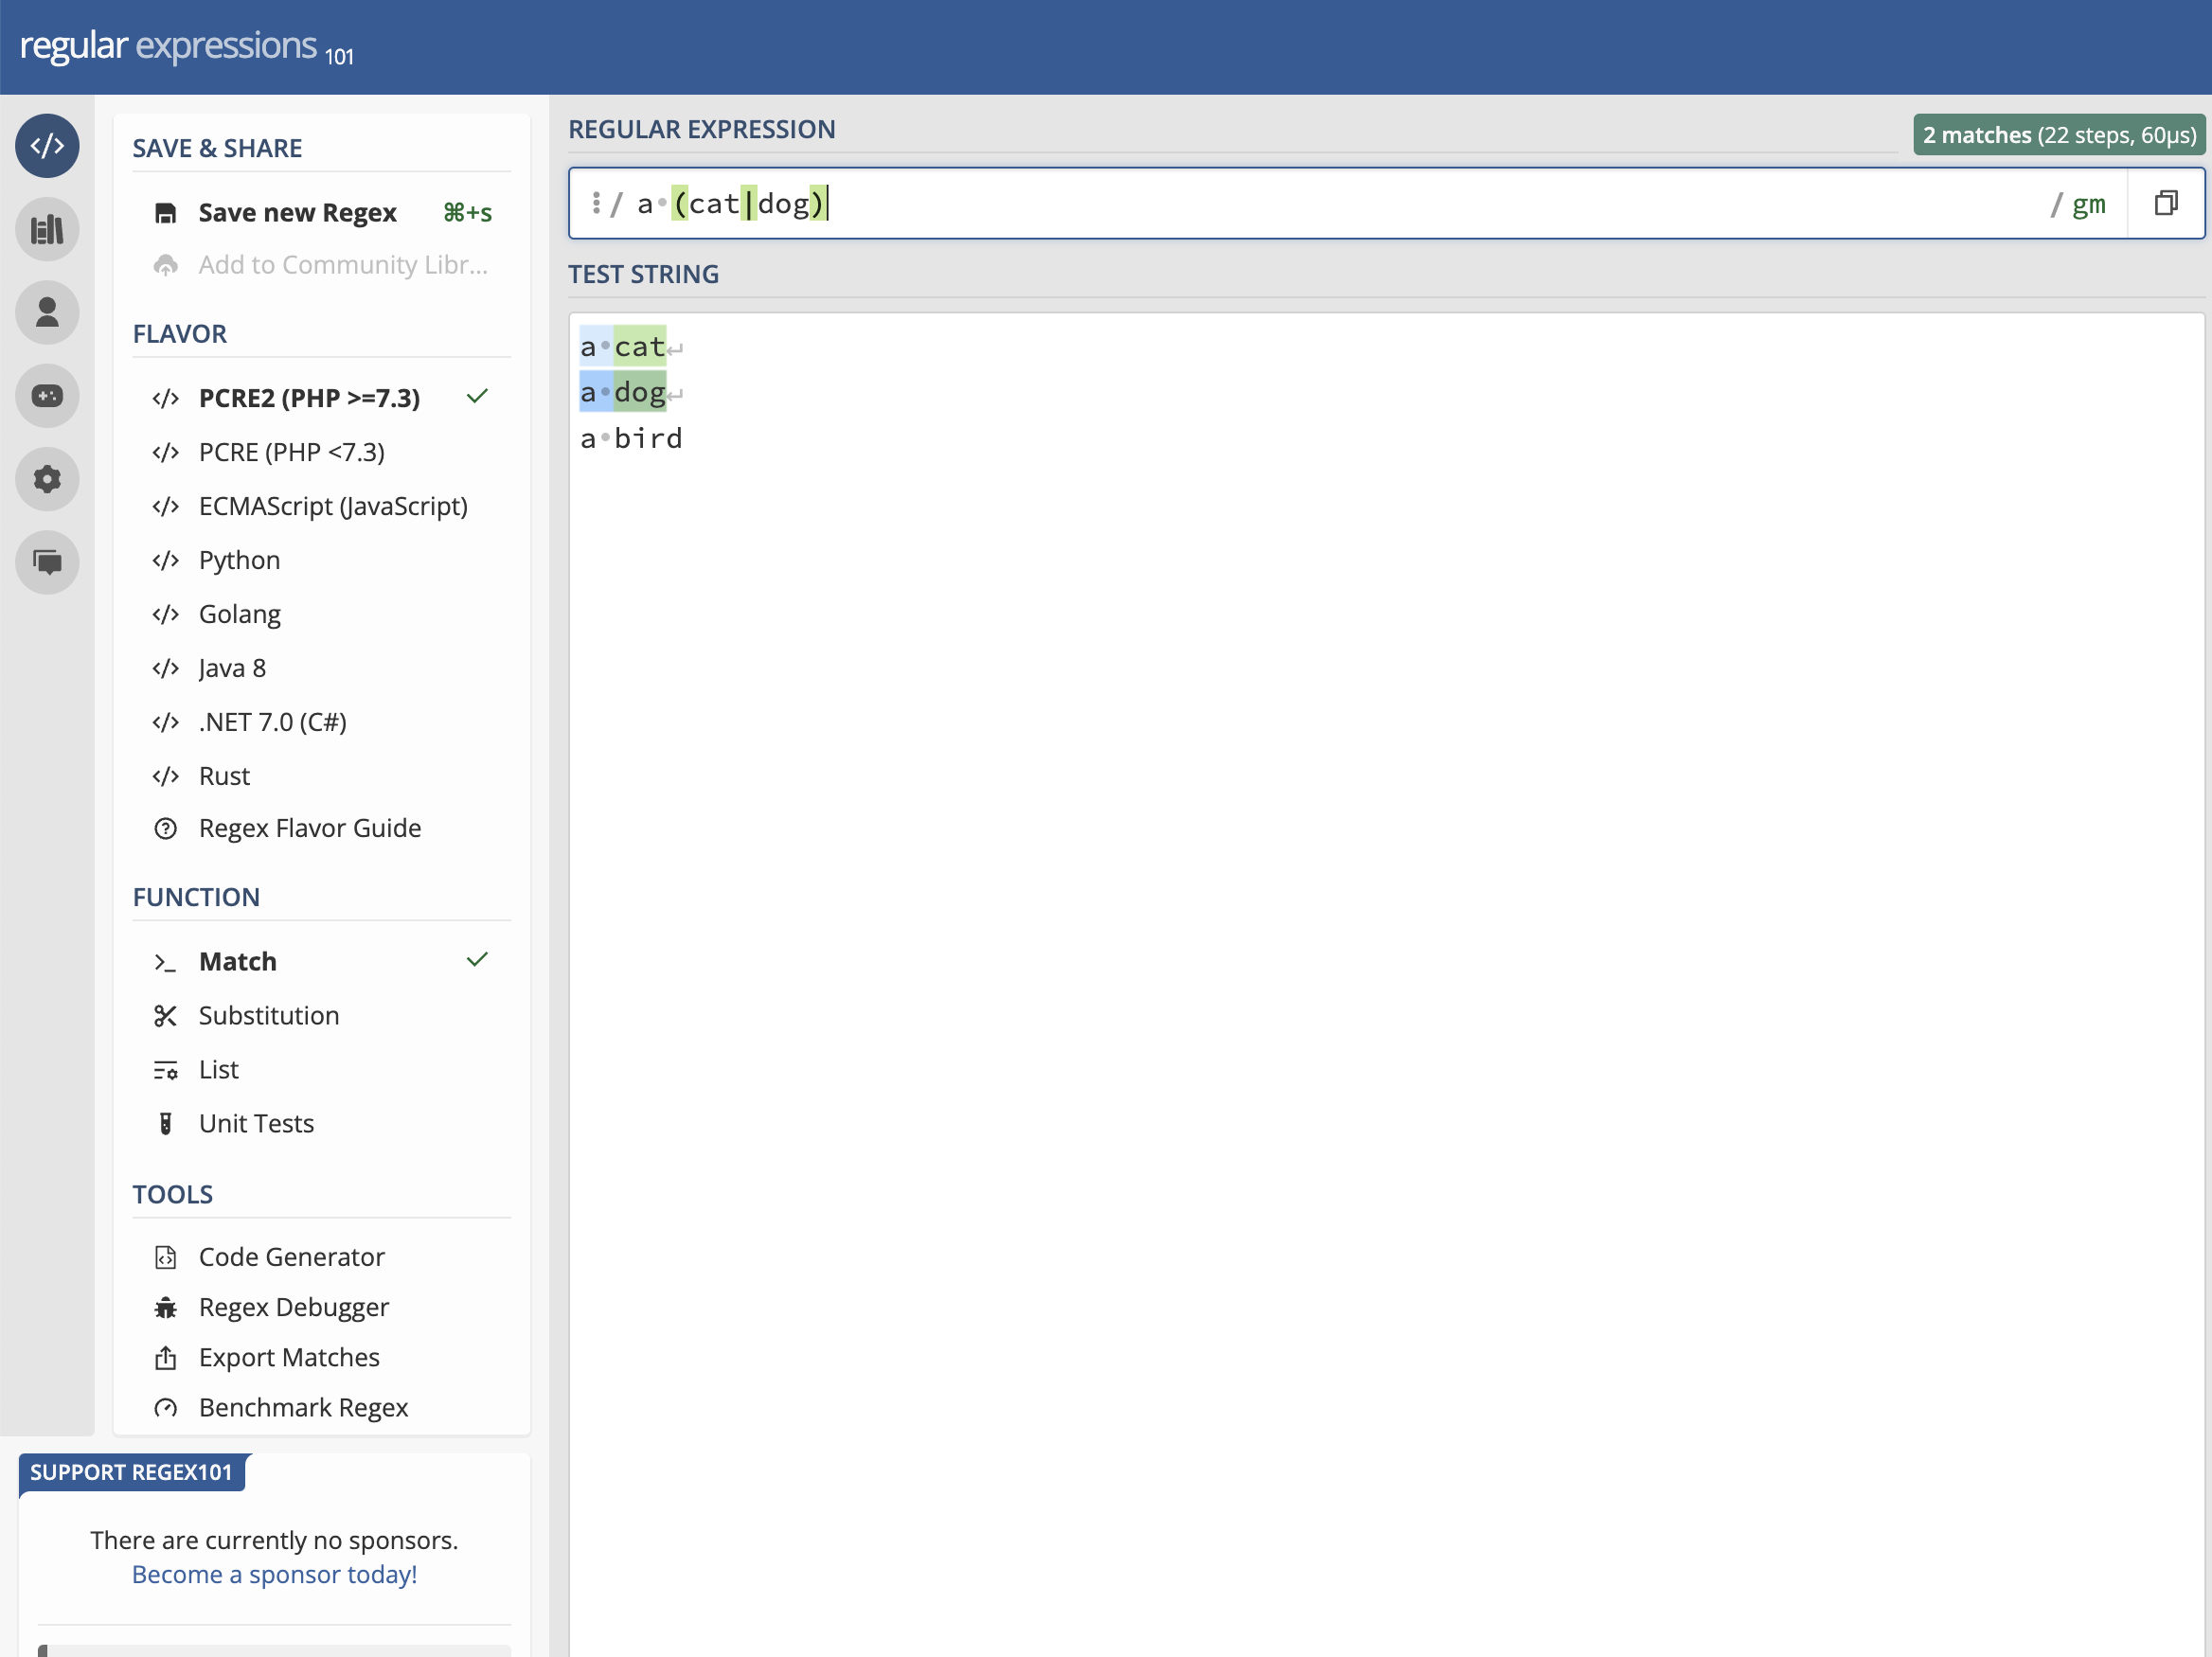 regular expressions 101
SAVE & SHARE
Save new Regex ⌘+s
Add to Community Libr...
FLAVOR
PCRE2 (PHP >=7.3)
PCRE (PHP <7.3)
ECMAScript (JavaScript)
Python
Golang
Java 8
.NET 7.0 (C#)
Rust
Regex Flavor Guide
FUNCTION
Match
Substitution
List
Unit Tests
TOOLS
Code Generator
Regex Debugger
Export Matches
Benchmark Regex
SUPPORT REGEX101
There are currently no sponsors.
Become a sponsor today!
REGULAR EXPRESSION
2 matches (22 steps, 60μs)
/ a·(cat|dog) / gm
TEST STRING
a·cat↵
a·dog↵
a·bird